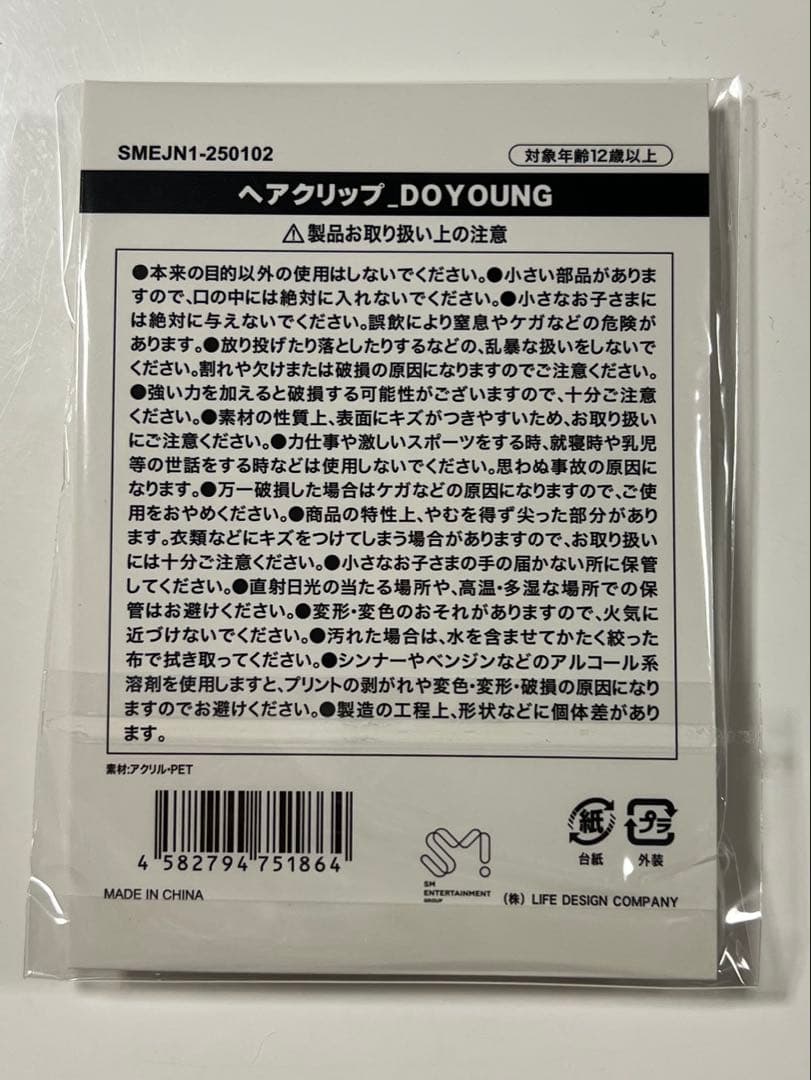 SMEJN1-250102
対象年齢12歳以上
ヘアクリップ_DOYOUNG
⚠製品お取り扱い上の注意
●本来の目的以外の使用はしないでください。●小さい部品がありま
すので、口の中には絶対に入れないでください。●小さなお子さまに
は絶対に与えないでください。誤飲により窒息やケガなどの危険が
あります。●放り投げたり落としたりするなどの、乱暴な扱いをしないで
ください。割れや欠けまたは破損の原因になりますのでご注意ください。
●強い力を加えると破損する可能性がございますので、十分ご注意
ください。●素材の性質上、表面にキズがつきやすいため、お取り扱い
にご注意ください。●力仕事や激しいスポーツをする時、就寝時や乳児
等の世話をする時などは使用しないでください。思わぬ事故の原因に
なります。●万一破損した場合はケガなどの原因になりますので、ご使
用をおやめください。●商品の特性上、やむを得ず尖った部分があり
ます。衣類などにキズをつけてしまう場合がありますので、お取り扱い
には十分ご注意ください。●小さなお子さまの手の届かない所に保管
してください。●直射日光の当たる場所や、高温・多湿な場所での保
管はお避けください。●変形・変色のおそれがありますので、火気に
近づけないでください。●汚れた場合は、水を含ませてかたく絞った
布で拭き取ってください。●シンナーやベンジンなどのアルコール系
溶剤を使用しますと、プリントの剥がれや変色・変形・破損の原因になり
ますのでお避けください。●製造の工程上、形状などに個体差があり
ます。
素材:アクリル・PET
4 582794 751864
SM
ENTERTAINMENT
GROUP
紙
台紙
プラ
外装
MADE IN CHINA
(株) LIFE DESIGN COMPANY